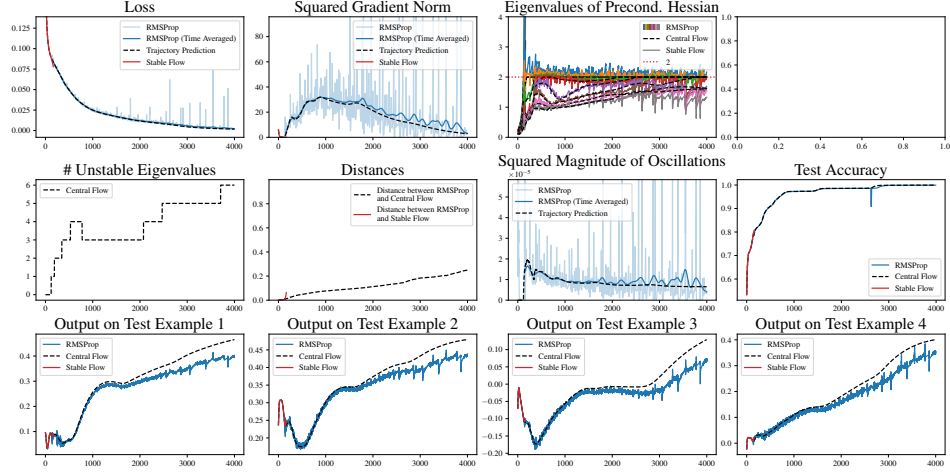 Loss
0.125
0.100
0.075
0.050
0.025
0.000
0 1000 2000 3000 4000
RMSProp
RMSProp (Time Averaged)
Trajectory Prediction
Stable Flow
Squared Gradient Norm
80
60
40
20
0
0 1000 2000 3000 4000
RMSProp
RMSProp (Time Averaged)
Trajectory Prediction
Stable Flow
Eigenvalues of Precond. Hessian
4
3
2
1
0
0 1000 2000 3000 4000
RMSProp
Central Flow
Stable Flow
2
1.0
0.8
0.6
0.4
0.2
0.0
0.0 0.2 0.4 0.6 0.8 1.0
# Unstable Eigenvalues
6
5
4
3
2
1
0
0 1000 2000 3000 4000
Central Flow
Distances
0.8
0.6
0.4
0.2
0.0
0 1000 2000 3000 4000
Distance between RMSProp
and Central Flow
Distance between RMSProp
and Stable Flow
Squared Magnitude of Oscillations
×10⁻⁵
5
4
3
2
1
0
0 1000 2000 3000 4000
RMSProp
RMSProp (Time Averaged)
Trajectory Prediction
Test Accuracy
1.0
0.9
0.8
0.7
0.6
0 1000 2000 3000 4000
RMSProp
Central Flow
Stable Flow
Output on Test Example 1
0.4
0.3
0.2
0.1
0 1000 2000 3000 4000
RMSProp
Central Flow
Stable Flow
Output on Test Example 2
0.45
0.40
0.35
0.30
0.25
0.20
0 1000 2000 3000 4000
RMSProp
Central Flow
Stable Flow
Output on Test Example 3
0.10
0.05
0.00
−0.05
−0.10
−0.15
−0.20
0 1000 2000 3000 4000
RMSProp
Central Flow
Stable Flow
Output on Test Example 4
0.4
0.3
0.2
0.1
0.0
0 1000 2000 3000 4000
RMSProp
Central Flow
Stable Flow